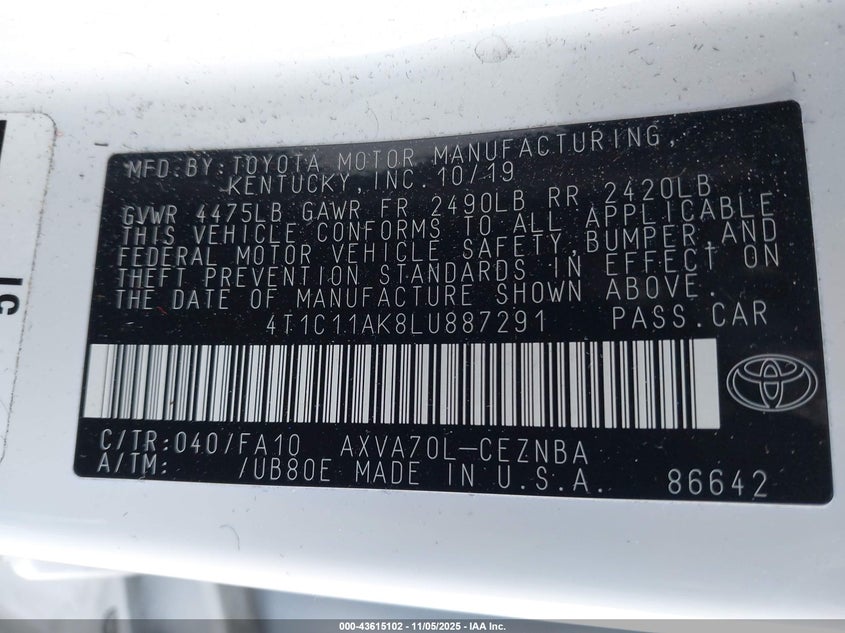 MFD.BY:TOYOTA MOTOR MANUFACTURING,
KENTUCKY,INC.10/19
GVWR 4475LB GAWR FR 2490LB RR 2420LB
THIS VEHICLE CONFORMS TO ALL APPLICABLE
FEDERAL MOTOR VEHICLE SAFETY,BUMPER,AND
THEFT PREVENTION STANDARDS IN EFFECT ON
THE DATE OF MANUFACTURE SHOWN ABOVE.
4T1C11AK8LU887291 PASS.CAR
C/TR:040/FA10 AXVA70L-CEZNBA
A/TM: /UB80E MADE IN U.S.A. 86642
000-43615102 - 11/05/2025 - IAA Inc.